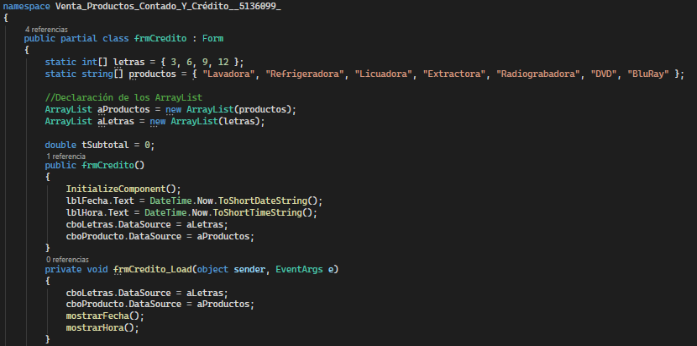 namespace Venta_Productos_Contado_Y_Crédito__5136099_
{
4 referencias
public partial class frmCredito : Form
{
static int[] letras = { 3, 6, 9, 12 };
static string[] productos = { "Lavadora", "Refrigeradora", "Licuadora", "Extractora", "Radiograbadora", "DVD", "BluRay" };
//Declaración de los ArrayList
ArrayList aProductos = new ArrayList(productos);
ArrayList aLetras = new ArrayList(letras);
double tSubtotal = 0;
1 referencia
public frmCredito()
{
InitializeComponent();
lblFecha.Text = DateTime.Now.ToShortDateString();
lblHora.Text = DateTime.Now.ToShortTimeString();
cboLetras.DataSource = aLetras;
cboProducto.DataSource = aProductos;
}
0 referencias
private void frmCredito_Load(object sender, EventArgs e)
{
cboLetras.DataSource = aLetras;
cboProducto.DataSource = aProductos;
mostrarFecha();
mostrarHora();
}